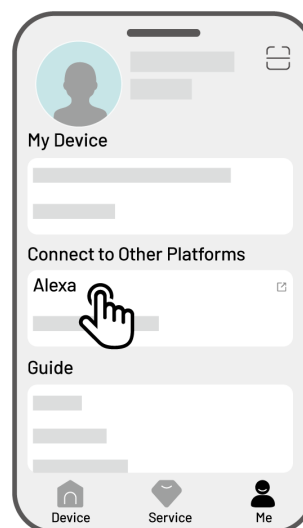 My Device
Connect to Other Platforms
Alexa
Guide
Device Service Me